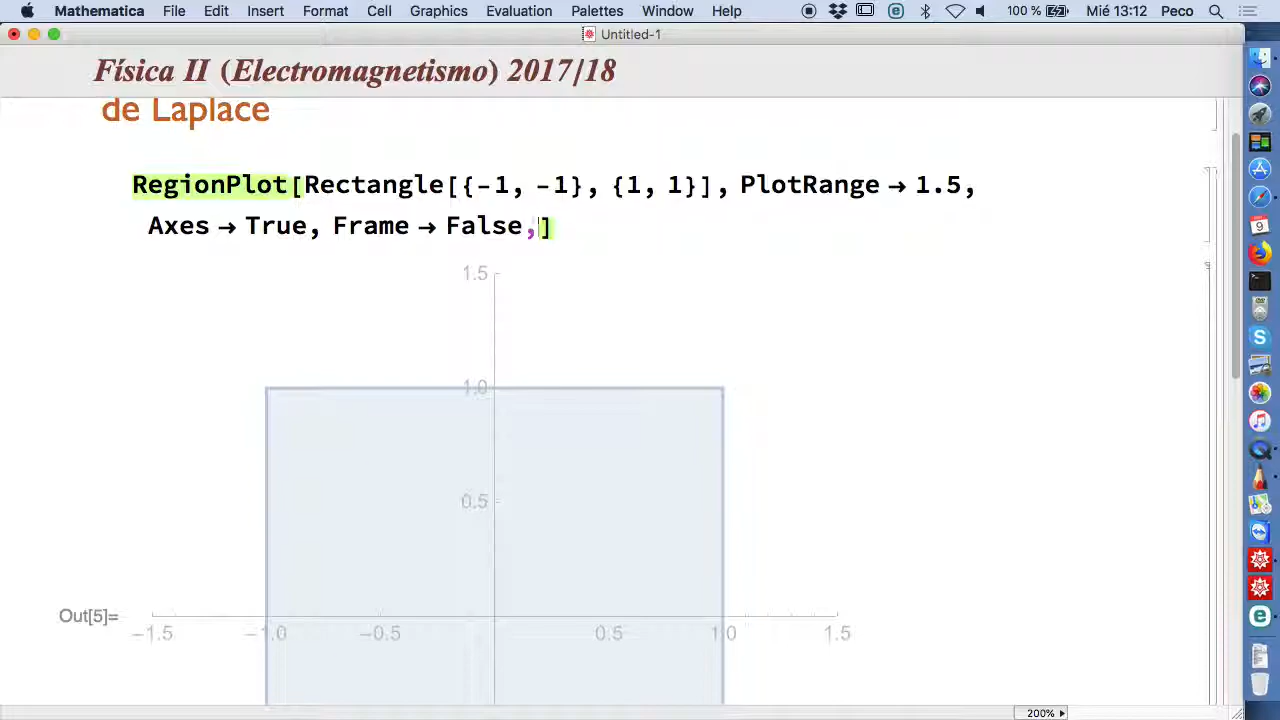 Mathematica File Edit Insert Format Cell Graphics Evaluation Palettes Window Help 100 % Mié 13:12 Peco
Untitled-1
Física II (Electromagnetismo) 2017/18
de Laplace
RegionPlot[Rectangle[{-1, -1}, {1, 1}], PlotRange → 1.5,
Axes → True, Frame → False,]
1.5
1.0
0.5
Out[5]=
−1.5 −1.0 −0.5 0.5 1.0 1.5
200%